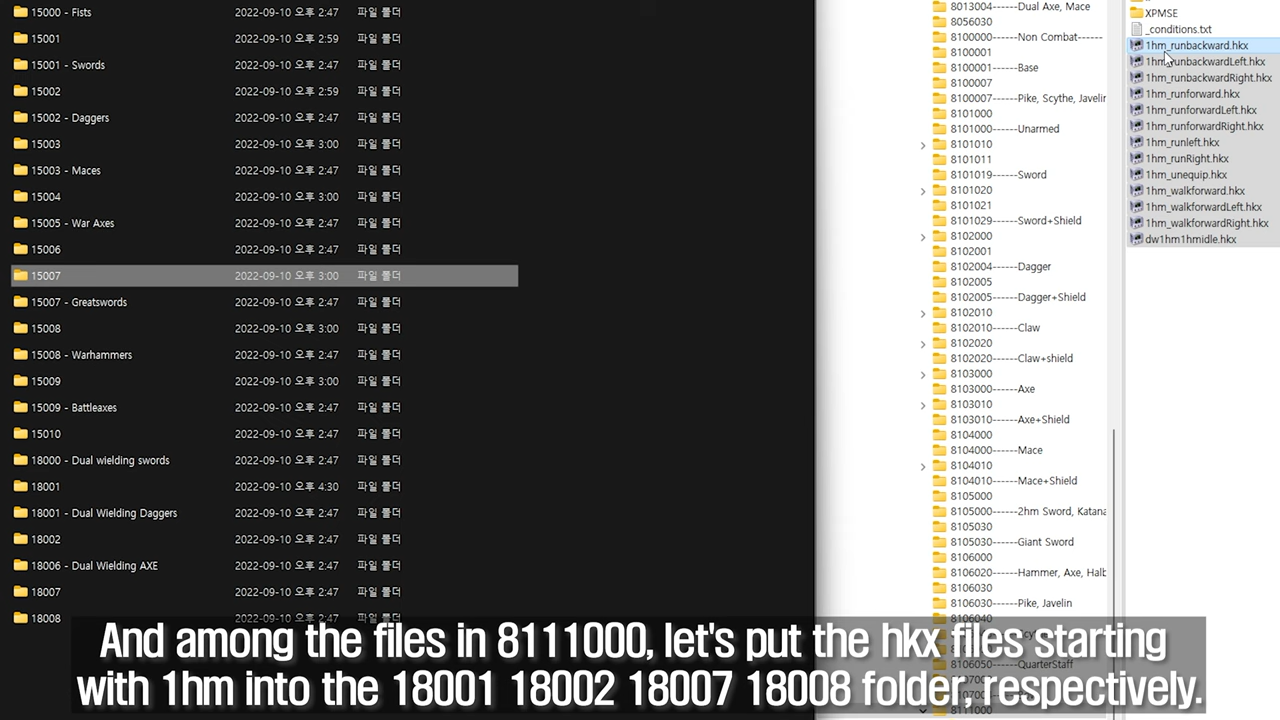 15000 - Fists 2022-09-10 오후 2:47 파일 폴더
15001 2022-09-10 오후 2:59 파일 폴더
15001 - Swords 2022-09-10 오후 2:47 파일 폴더
15002 2022-09-10 오후 2:59 파일 폴더
15002 - Daggers 2022-09-10 오후 2:47 파일 폴더
15003 2022-09-10 오후 3:00 파일 폴더
15003 - Maces 2022-09-10 오후 2:47 파일 폴더
15004 2022-09-10 오후 3:00 파일 폴더
15005 - War Axes 2022-09-10 오후 2:47 파일 폴더
15006 2022-09-10 오후 2:47 파일 폴더
15007 2022-09-10 오후 3:00 파일 폴더
15007 - Greatswords 2022-09-10 오후 2:47 파일 폴더
15008 2022-09-10 오후 3:00 파일 폴더
15008 - Warhammers 2022-09-10 오후 2:47 파일 폴더
15009 2022-09-10 오후 3:00 파일 폴더
15009 - Battleaxes 2022-09-10 오후 2:47 파일 폴더
15010 2022-09-10 오후 2:47 파일 폴더
18000 - Dual wielding swords 2022-09-10 오후 2:47 파일 폴더
18001 2022-09-10 오후 4:30 파일 폴더
18001 - Dual Wielding Daggers 2022-09-10 오후 2:47 파일 폴더
18002 2022-09-10 오후 2:47 파일 폴더
18006 - Dual Wielding AXE 2022-09-10 오후 2:47 파일 폴더
18007 2022-09-10 오후 2:47 파일 폴더
18008 2022-09-10 오후 2:47 파일 폴더
8013004------Dual Axe, Mace
8056030
8100000------Non Combat------
8100001
8100001------Base
8100007
8100007------Pike, Scythe, Javelin
8101000
8101000------Unarmed
8101010
8101011
8101019------Sword
8101020
8101021
8101029------Sword+Shield
8102000
8102001
8102004------Dagger
8102005
8102005------Dagger+Shield
8102010
8102010------Claw
8102020
8102020------Claw+shield
8103000
8103000------Axe
8103010
8103010------Axe+Shield
8104000
8104000------Mace
8104010
8104010------Mace+Shield
8105000
8105000------2hm Sword, Katana
8105030
8105030------Giant Sword
8106000
8106020------Hammer, Axe, Halb
8106030
8106030------Pike, Javelin
8106040
8106050------QuarterStaff
8111000
XPMSE
_conditions.txt
1hm_runbackward.hkx
1hm_runbackwardLeft.hkx
1hm_runbackwardRight.hkx
1hm_runforward.hkx
1hm_runforwardLeft.hkx
1hm_runforwardRight.hkx
1hm_runleft.hkx
1hm_runRight.hkx
1hm_unequip.hkx
1hm_walkforward.hkx
1hm_walkforwardLeft.hkx
1hm_walkforwardRight.hkx
dw1hm1hmidle.hkx
And among the files in 8111000, let's put the hkx files starting
with 1hm into the 18001 18002 18007 18008 folder, respectively.